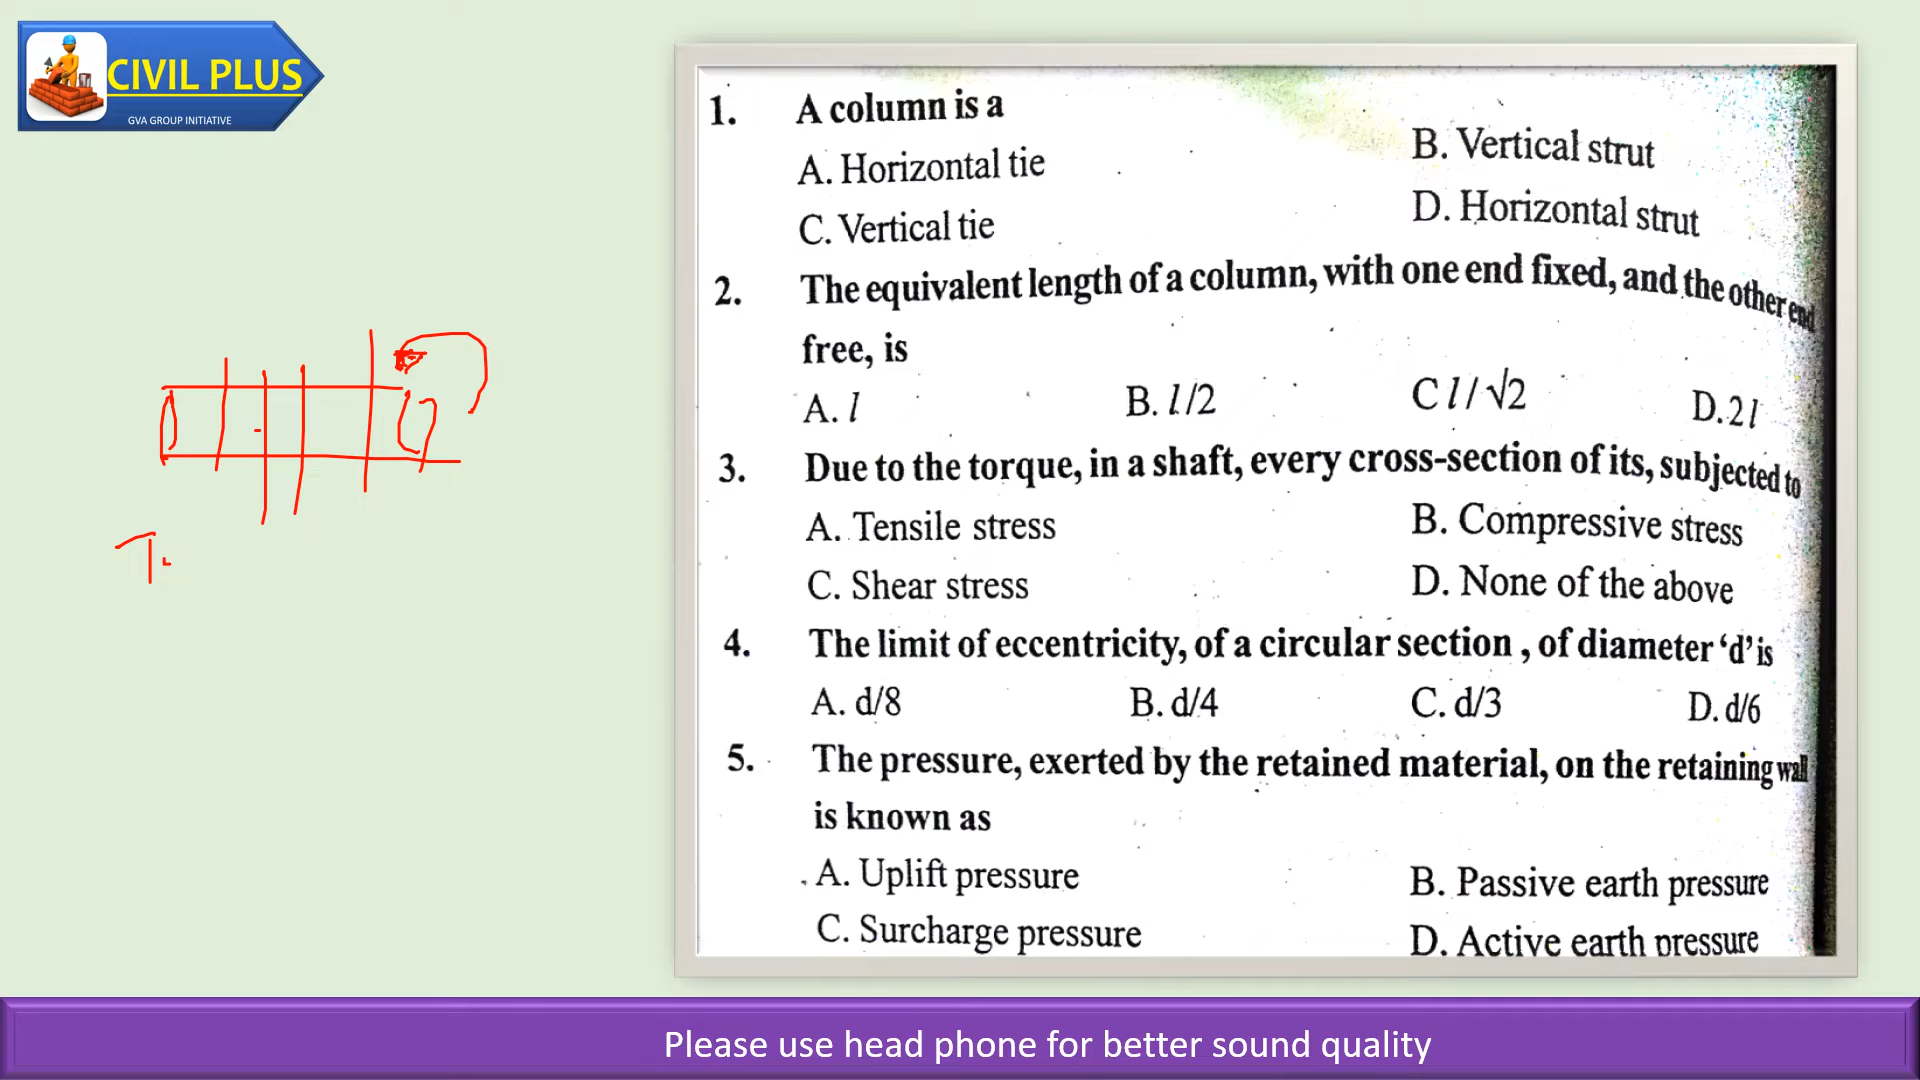 CIVIL PLUS
GVA GROUP INITIATIVE
1. A column is a
A. Horizontal tie B. Vertical strut
C. Vertical tie D. Horizontal strut
2. The equivalent length of a column, with one end fixed, and the other end
free, is
A. l B. l/2 C l/√2 D. 2l
3. Due to the torque, in a shaft, every cross-section of its, subjected to
A. Tensile stress B. Compressive stress
C. Shear stress D. None of the above
4. The limit of eccentricity, of a circular section , of diameter ‘d’ is
A. d/8 B. d/4 C. d/3 D. d/6
5. The pressure, exerted by the retained material, on the retaining wall
is known as
A. Uplift pressure B. Passive earth pressure
C. Surcharge pressure D. Active earth pressure
Please use head phone for better sound quality